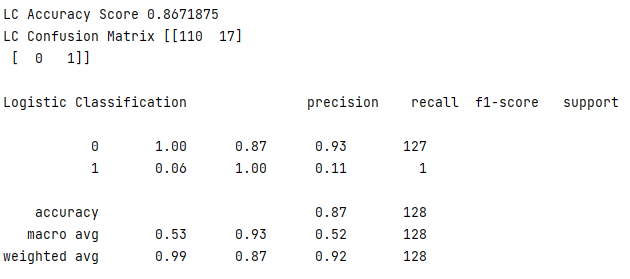 LC Accuracy Score 0.8671875
LC Confusion Matrix [[110  17]
 [  0   1]]
Logistic Classification               precision    recall  f1-score   support
           0       1.00      0.87      0.93       127
           1       0.06      1.00      0.11         1
    accuracy                           0.87       128
   macro avg       0.53      0.93      0.52       128
weighted avg       0.99      0.87      0.92       128